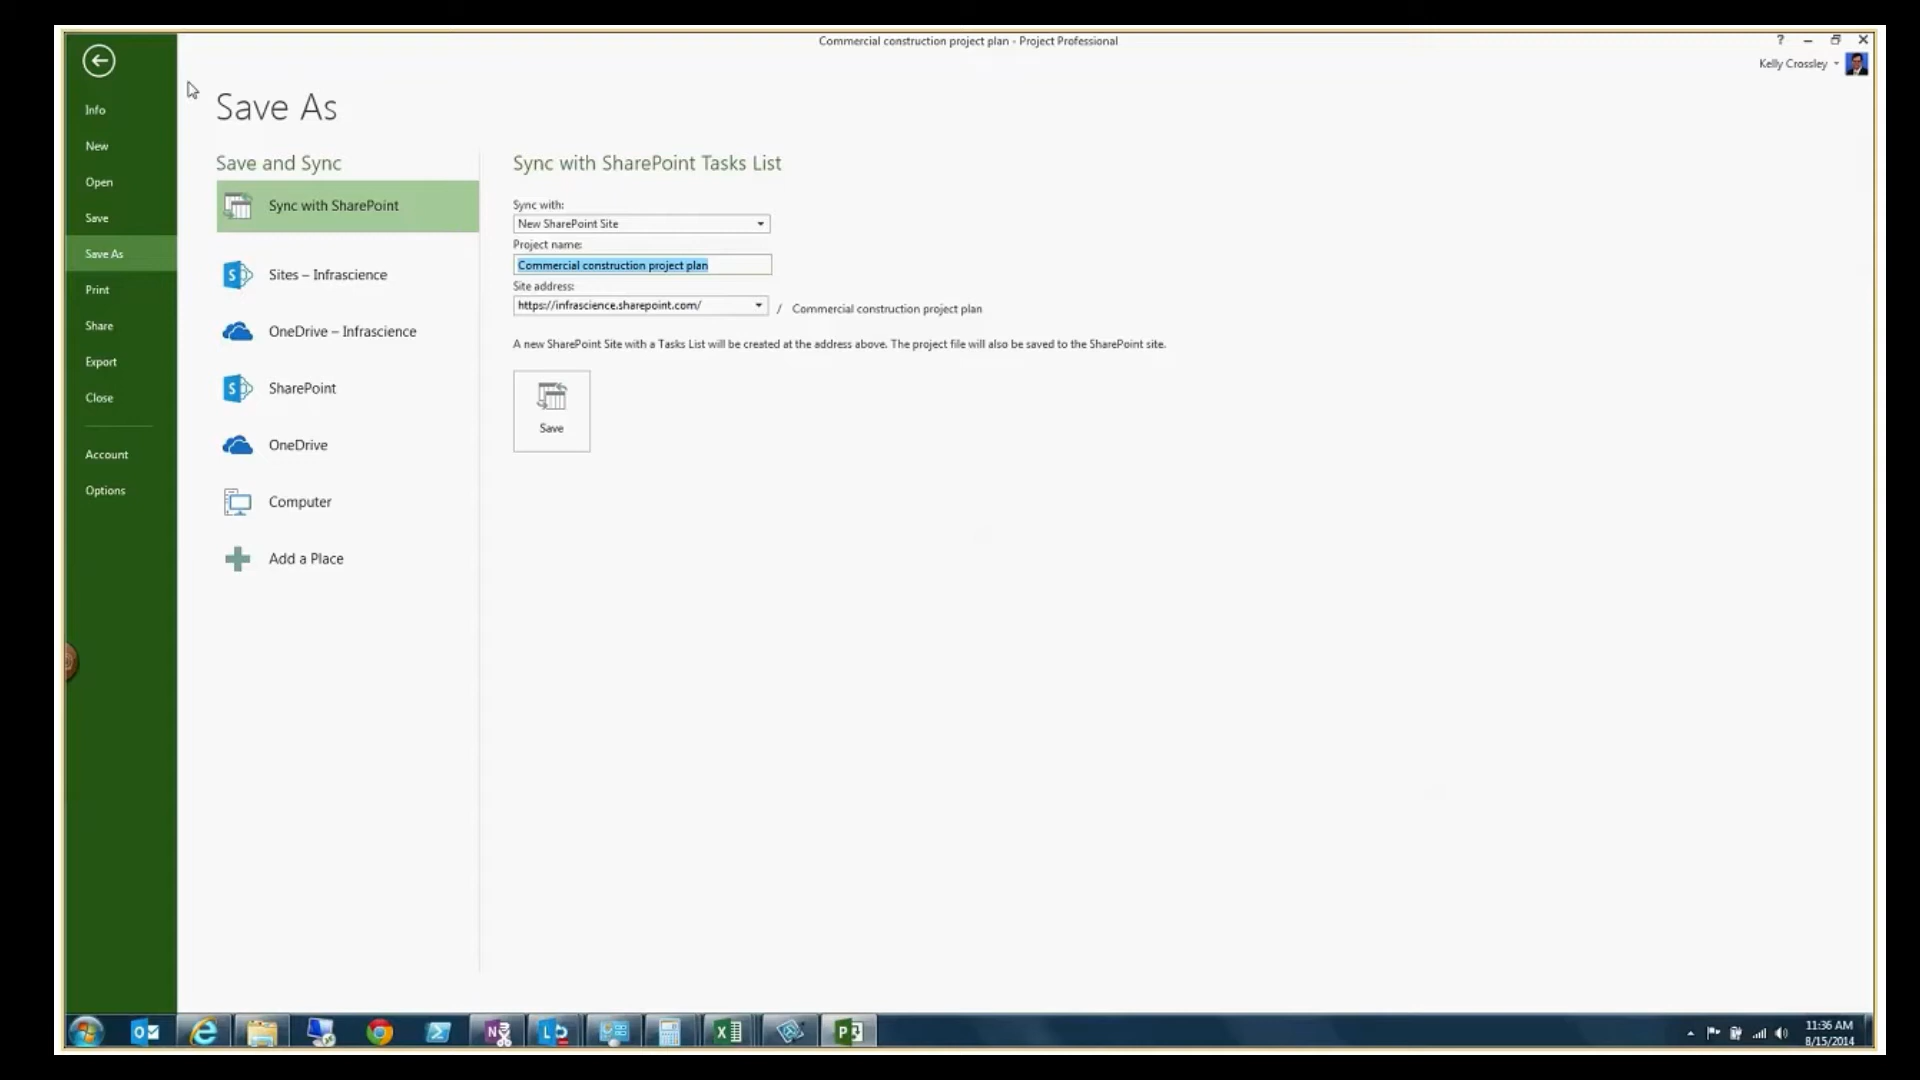 Commercial construction project plan - Project Professional
?
Kelly Crossley
Info
New
Open
Save
Save As
Print
Share
Export
Close
Account
Options
Save As
Save and Sync
Sync with SharePoint
Sites – Infrascience
OneDrive – Infrascience
SharePoint
OneDrive
Computer
Add a Place
Sync with SharePoint Tasks List
Sync with:
New SharePoint Site
Project name:
Commercial construction project plan
Site address:
https://infrascience.sharepoint.com/ / Commercial construction project plan
A new SharePoint Site with a Tasks List will be created at the address above. The project file will also be saved to the SharePoint site.
Save
11:36 AM
8/15/2014